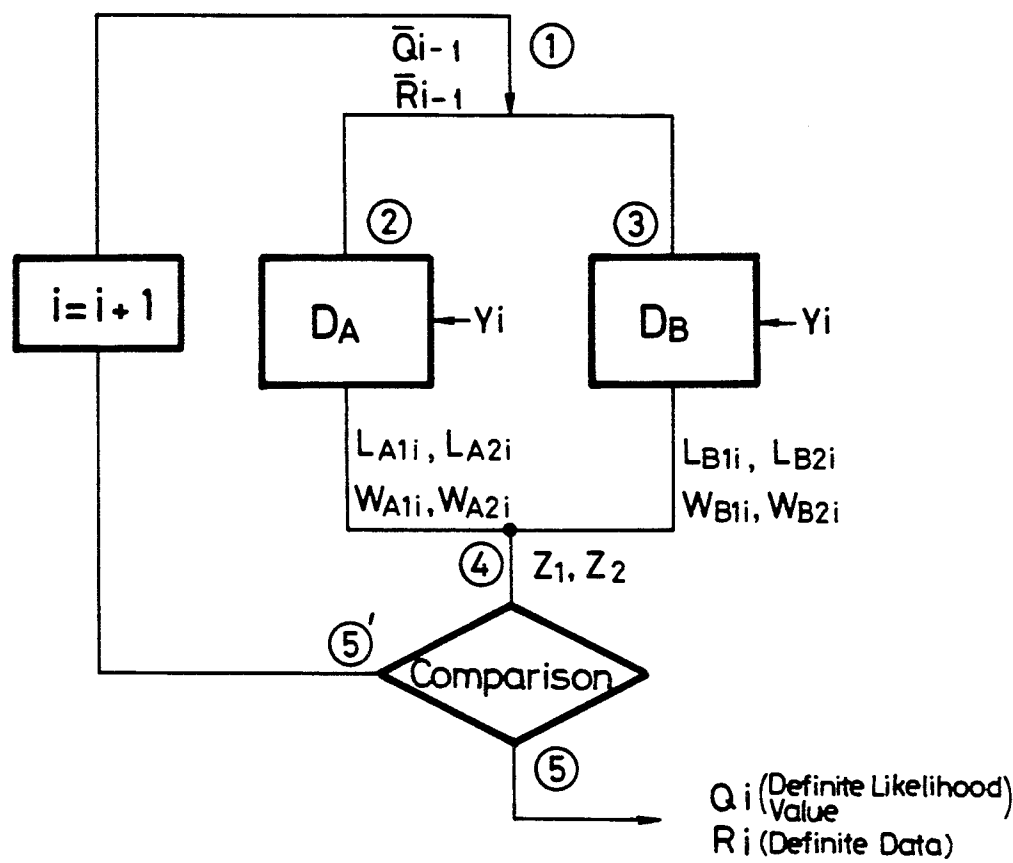 ①
Q̅i-1
R̅i-1
②
③
i=i+1
DA
Yi
DB
Yi
LA1i, LA2i
WA1i, WA2i
LB1i, LB2i
WB1i, WB2i
④
Z1, Z2
⑤′
Comparison
⑤
Qi (Definite Likelihood
Value)
Ri (Definite Data)